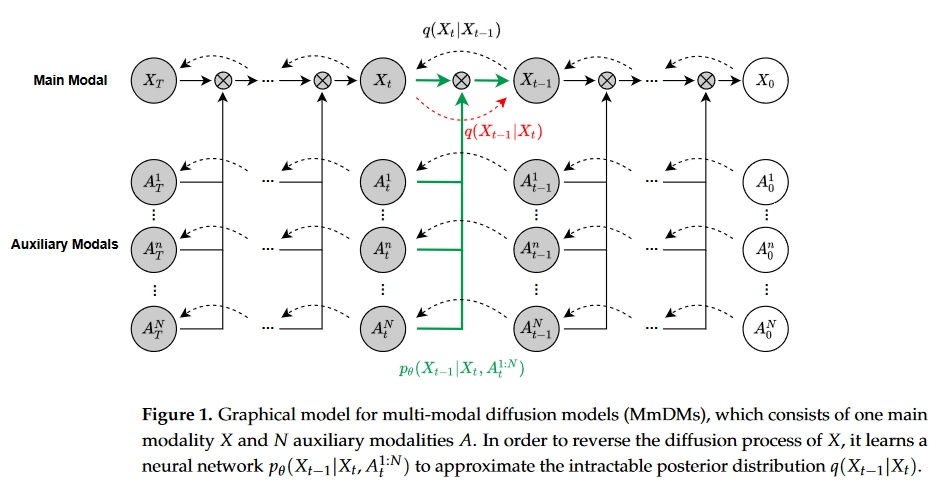 q(X_t|X_{t−1})
Main Modal X_T ⊗ ... ⊗ X_t ⊗ X_{t−1} ⊗ ... ⊗ X_0
q(X_{t−1}|X_t)
A_T^1 ... A_t^1 A_{t−1}^1 ... A_0^1
⋮ ⋮ ⋮ ⋮
Auxiliary Modals A_T^n ... A_t^n A_{t−1}^n ... A_0^n
⋮ ⋮ ⋮ ⋮
A_T^N ... A_t^N A_{t−1}^N ... A_0^N
p_θ(X_{t−1}|X_t, A_t^{1:N})
Figure 1. Graphical model for multi-modal diffusion models (MmDMs), which consists of one main
modality X and N auxiliary modalities A. In order to reverse the diffusion process of X, it learns a
neural network p_θ(X_{t−1}|X_t, A_t^{1:N}) to approximate the intractable posterior distribution q(X_{t−1}|X_t).